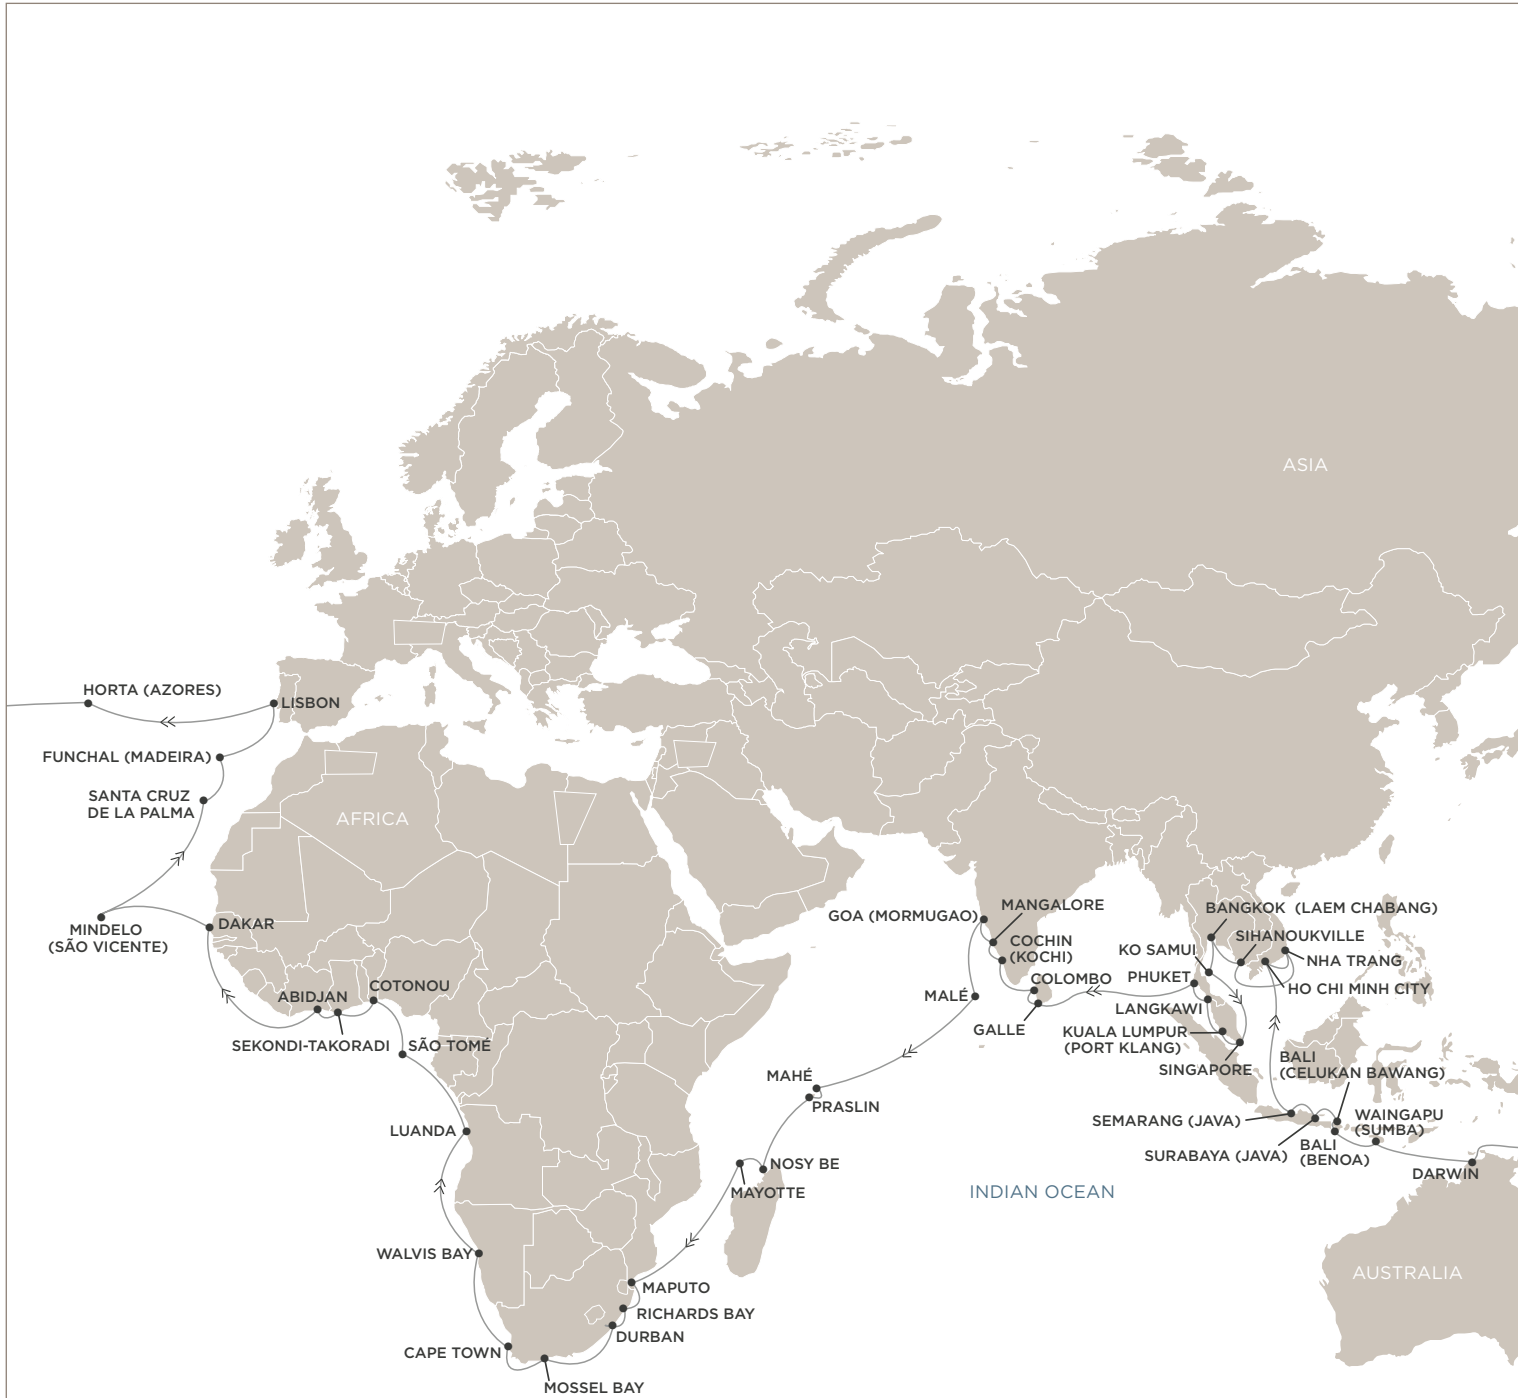 ASIA
HORTA (AZORES)
LISBON
FUNCHAL (MADEIRA)
SANTA CRUZ
DE LA PALMA
AFRICA
MINDELO
(SÃO VICENTE)
DAKAR
ABIDJAN
COTONOU
SEKONDI-TAKORADI
SÃO TOMÉ
LUANDA
WALVIS BAY
CAPE TOWN
MOSSEL BAY
DURBAN
RICHARDS BAY
MAPUTO
MAYOTTE
NOSY BE
PRASLIN
MAHÉ
MALÉ
GOA (MORMUGAO)
MANGALORE
COCHIN
(KOCHI)
COLOMBO
GALLE
PHUKET
LANGKAWI
KUALA LUMPUR
(PORT KLANG)
SINGAPORE
KO SAMUI
BANGKOK (LAEM CHABANG)
SIHANOUKVILLE
NHA TRANG
HO CHI MINH CITY
BALI
(CELUKAN BAWANG)
SEMARANG (JAVA)
SURABAYA (JAVA)
BALI
(BENOA)
WAINGAPU
(SUMBA)
DARWIN
INDIAN OCEAN
AUSTRALIA